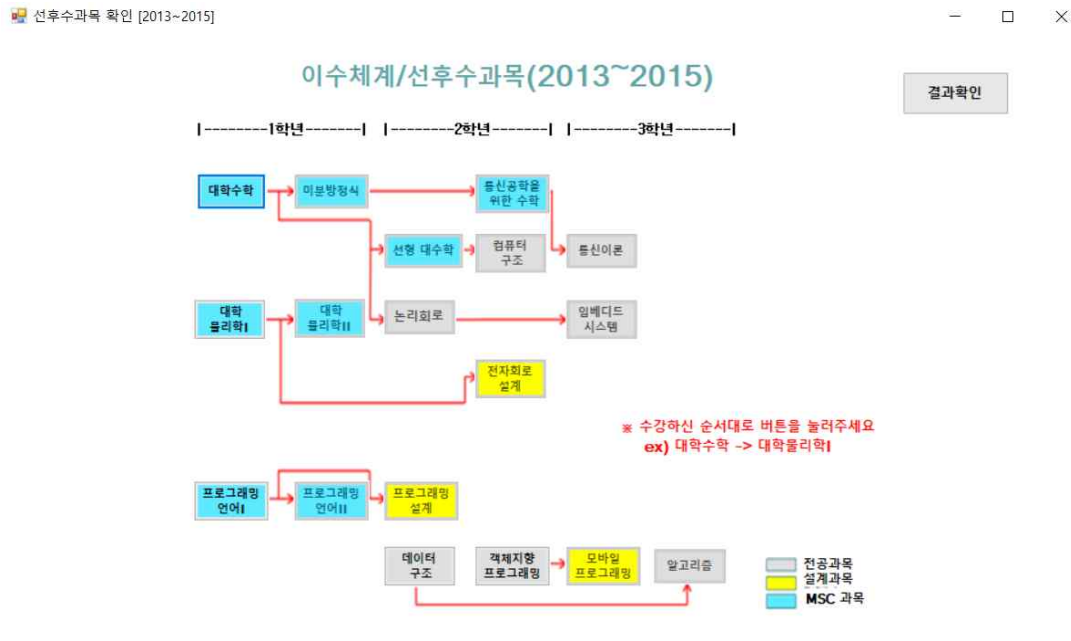 선후수과목 확인 [2013~2015]
이수체계/선후수과목(2013~2015)
결과확인
|--------1학년-------| |--------2학년-------| |--------3학년-------|
대학수학
미분방정식
통신공학을
위한 수학
선형 대수학
컴퓨터
구조
통신이론
대학
물리학I
대학
물리학II
논리회로
임베디드
시스템
전자회로
설계
※ 수강하신 순서대로 버튼을 눌러주세요
ex) 대학수학 -> 대학물리학I
프로그래밍
언어I
프로그래밍
언어II
프로그래밍
설계
데이터
구조
객체지향
프로그래밍
모바일
프로그래밍
알고리즘
전공과목
설계과목
MSC 과목